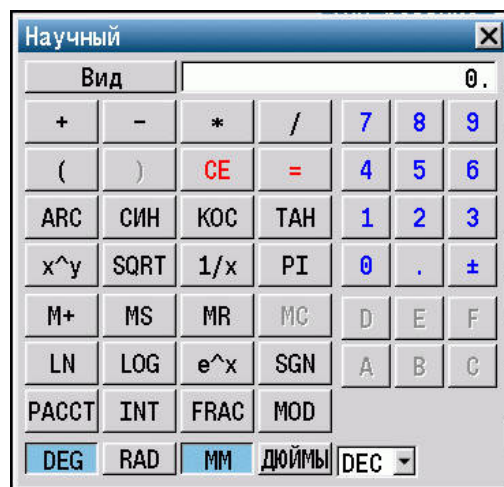 Научный
Вид 0.
+ - * / 7 8 9
( ) CE = 4 5 6
ARC СИН КОС ТАН 1 2 3
x^y SQRT 1/x PI 0 . ±
M+ MS MR MC D E F
LN LOG e^x SGN A B C
РАССТ INT FRAC MOD
DEG RAD MM ДЮЙМЫ DEC